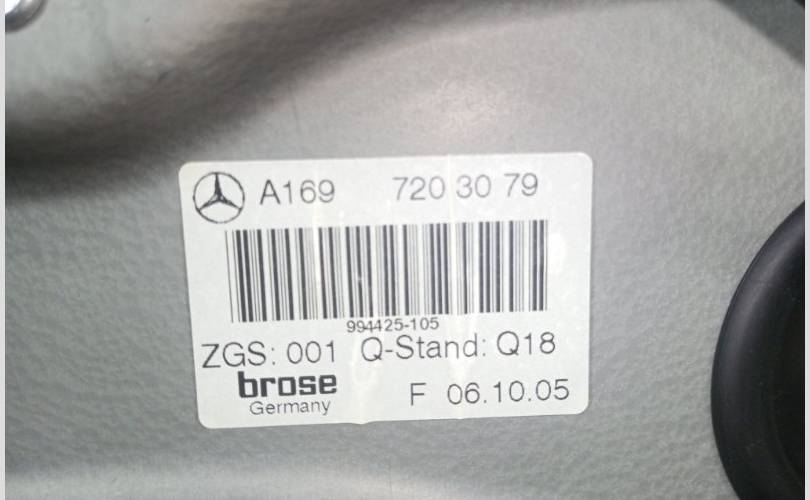 A169 720 30 79
994425-105
ZGS: 001 Q-Stand: Q18
brose
Germany
F 06.10.05